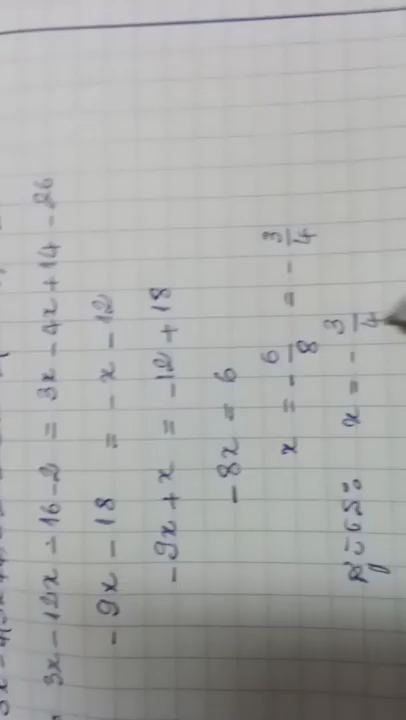 3x - 12x - 16 - 2 = 3x - 4x + 14 - 26
- 9x - 18 = - x - 12
- 9x + x = - 12 + 18
- 8x = 6
x = - 6/8 = - 3/4
x = - 3/4